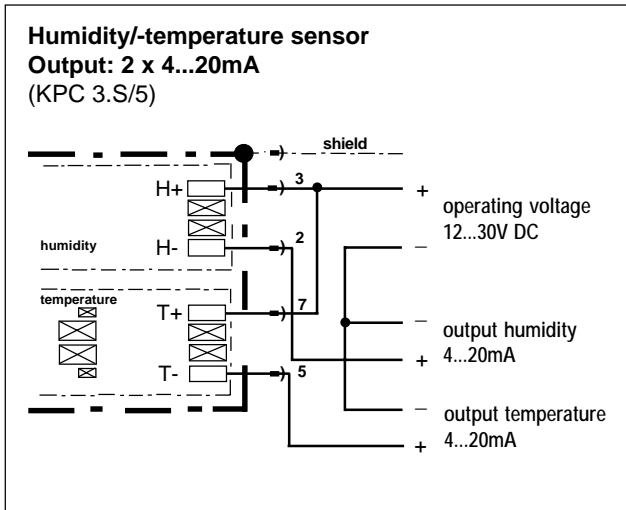 Humidity/-temperature sensor
Output: 2 x 4...20mA
(KPC 3.S/5)
shield
H+ 3 +
operating voltage
12...30V DC
humidity H- 2 –
temperature
T+ 7 –
output humidity
4...20mA
+
T- 5
–
output temperature
4...20mA
+